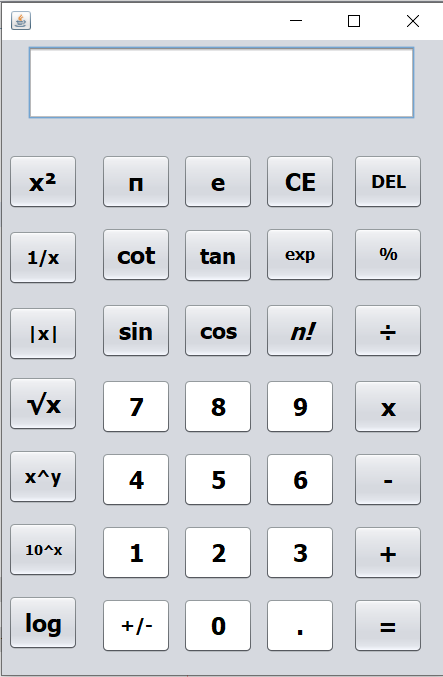 x² п e CE DEL
1/x cot tan exp %
|x| sin cos n! ÷
√x 7 8 9 x
x^y 4 5 6 -
10^x 1 2 3 +
log +/- 0 . =